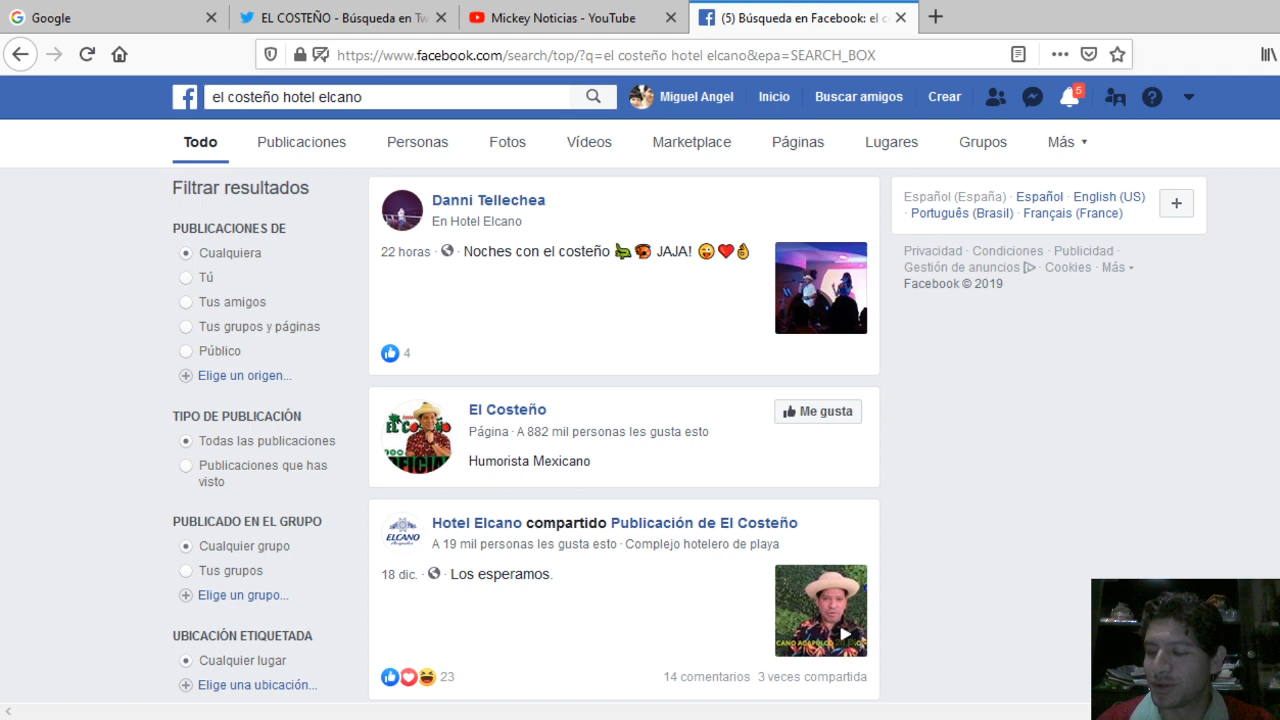 Google
EL COSTEÑO - Búsqueda en Tw
Mickey Noticias - YouTube
(5) Búsqueda en Facebook: el c
https://www.facebook.com/search/top/?q=el costeño hotel elcano&epa=SEARCH_BOX
el costeño hotel elcano
Miguel Angel
Inicio
Buscar amigos
Crear
5
Todo
Publicaciones
Personas
Fotos
Vídeos
Marketplace
Páginas
Lugares
Grupos
Más
Filtrar resultados
PUBLICACIONES DE
Cualquiera
Tú
Tus amigos
Tus grupos y páginas
Público
Elige un origen...
TIPO DE PUBLICACIÓN
Todas las publicaciones
Publicaciones que has
visto
PUBLICADO EN EL GRUPO
Cualquier grupo
Tus grupos
Elige un grupo...
UBICACIÓN ETIQUETADA
Cualquier lugar
Elige una ubicación...
Danni Tellechea
En Hotel Elcano
22 horas · Noches con el costeño 🐊 JAJA! 😜❤️👌
4
EL COSTEÑO
El Costeño
Página · A 882 mil personas les gusta esto
Humorista Mexicano
Me gusta
ELCANO
Hotel Elcano compartido Publicación de El Costeño
A 19 mil personas les gusta esto · Complejo hotelero de playa
18 dic. · Los esperamos.
23
14 comentarios 3 veces compartida
Español (España) · Español · English (US)
· Português (Brasil) · Français (France)
Privacidad · Condiciones · Publicidad ·
Gestión de anuncios · Cookies · Más
Facebook © 2019